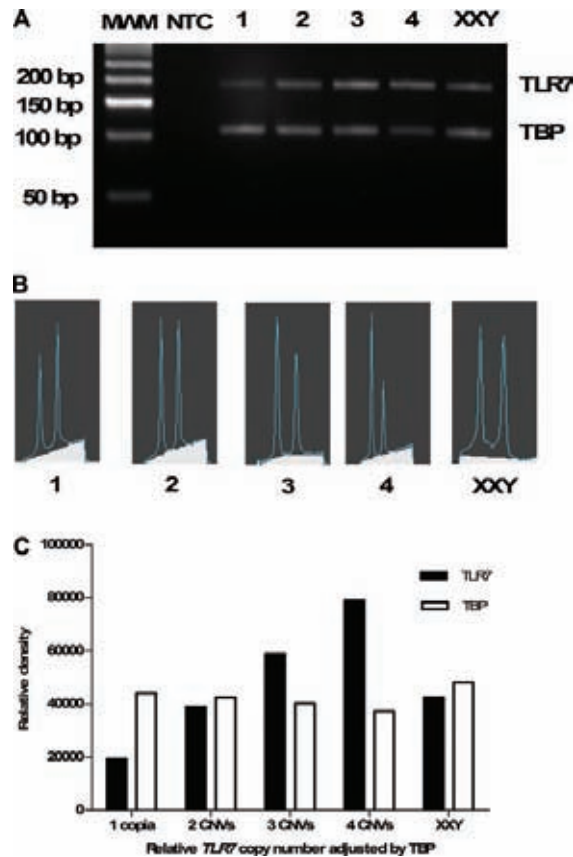 A
MWM NTC 1 2 3 4 XXY
200 bp
150 bp
100 bp
50 bp
TLR7
TBP
B
1 2 3 4 XXY
C
100000
80000
60000
40000
20000
0
Relative density
TLR7
TBP
1 copia 2 CNVs 3 CNVs 4 CNVs XXY
Relative TLR7 copy number adjusted by TBP